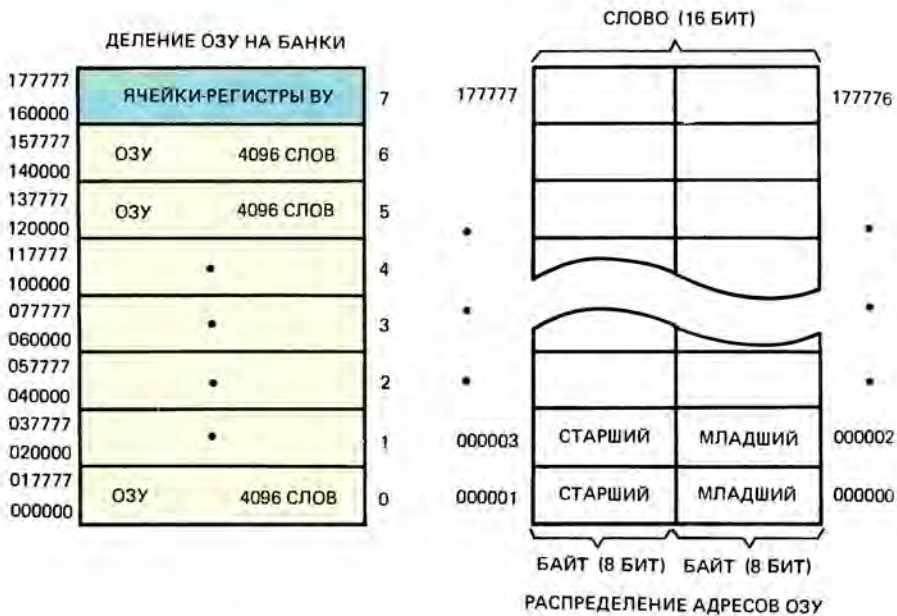 ДЕЛЕНИЕ ОЗУ НА БАНКИ
177777
ЯЧЕЙКИ-РЕГИСТРЫ ВУ 7
160000
157777
ОЗУ 4096 СЛОВ 6
140000
137777
ОЗУ 4096 СЛОВ 5
120000
117777
4
100000
077777
3
060000
057777
2
040000
037777
1
020000
017777
ОЗУ 4096 СЛОВ 0
000000
СЛОВО (16 БИТ)
177777 177776
000003 СТАРШИЙ МЛАДШИЙ 000002
000001 СТАРШИЙ МЛАДШИЙ 000000
БАЙТ (8 БИТ) БАЙТ (8 БИТ)
РАСПРЕДЕЛЕНИЕ АДРЕСОВ ОЗУ